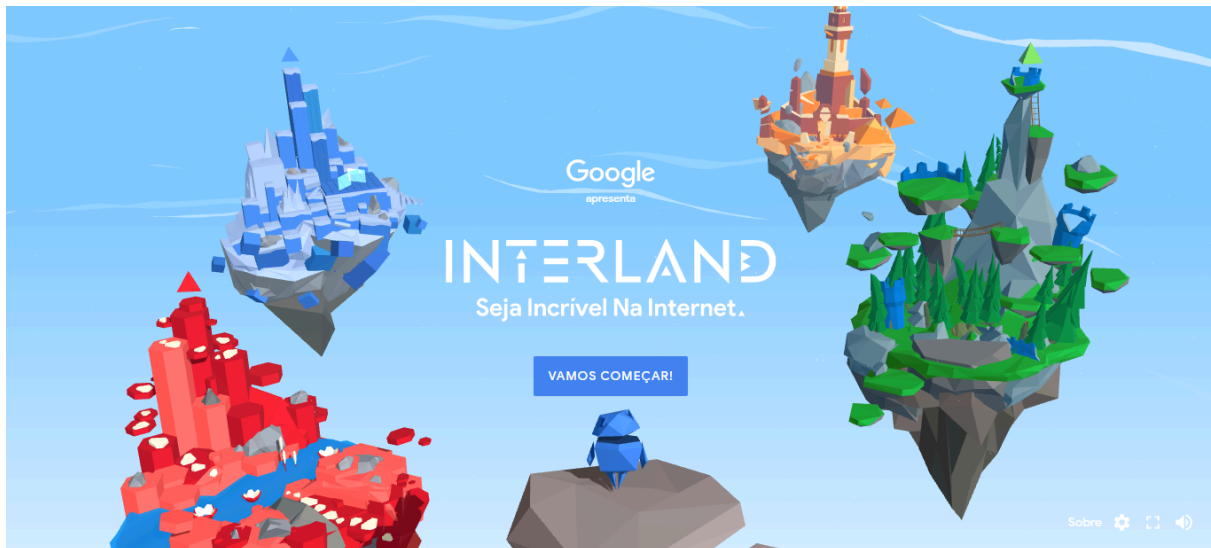 Google
apresenta
INTERLAND
Seja Incrível Na Internet
VAMOS COMEÇAR!
Sobre